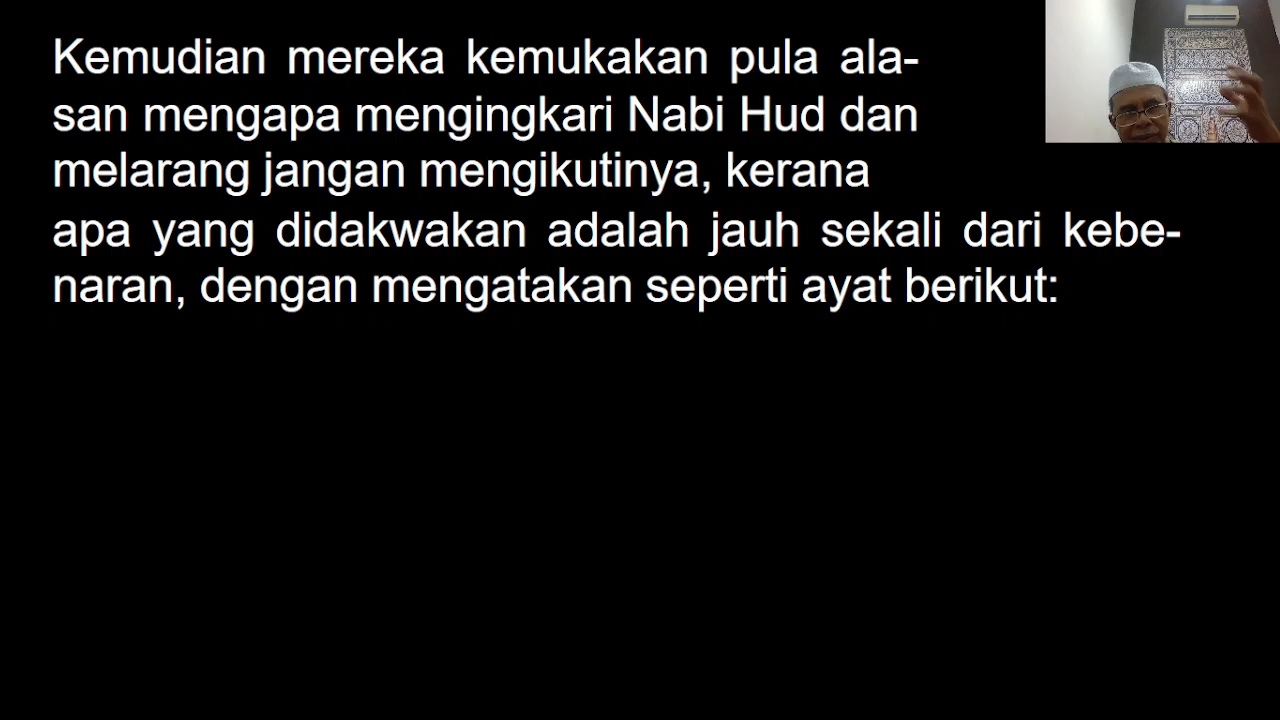 Kemudian mereka kemukakan pula ala-
san mengapa mengingkari Nabi Hud dan
melarang jangan mengikutinya, kerana
apa yang didakwakan adalah jauh sekali dari kebe-
naran, dengan mengatakan seperti ayat berikut: